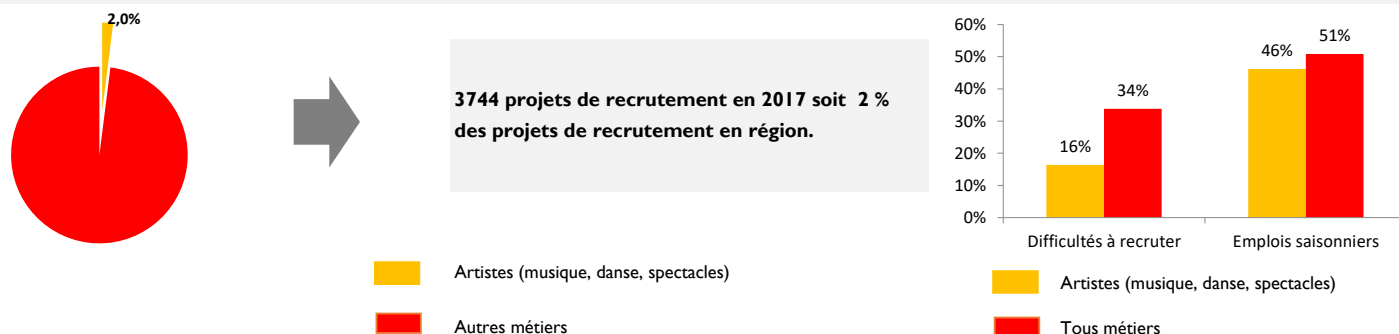 2,0%
3744 projets de recrutement en 2017 soit 2 %
des projets de recrutement en région.
Artistes (musique, danse, spectacles)
Autres métiers
60%
50%
40%
30%
20%
10%
0%
16%
34%
46%
51%
Difficultés à recruter
Emplois saisonniers
Artistes (musique, danse, spectacles)
Tous métiers